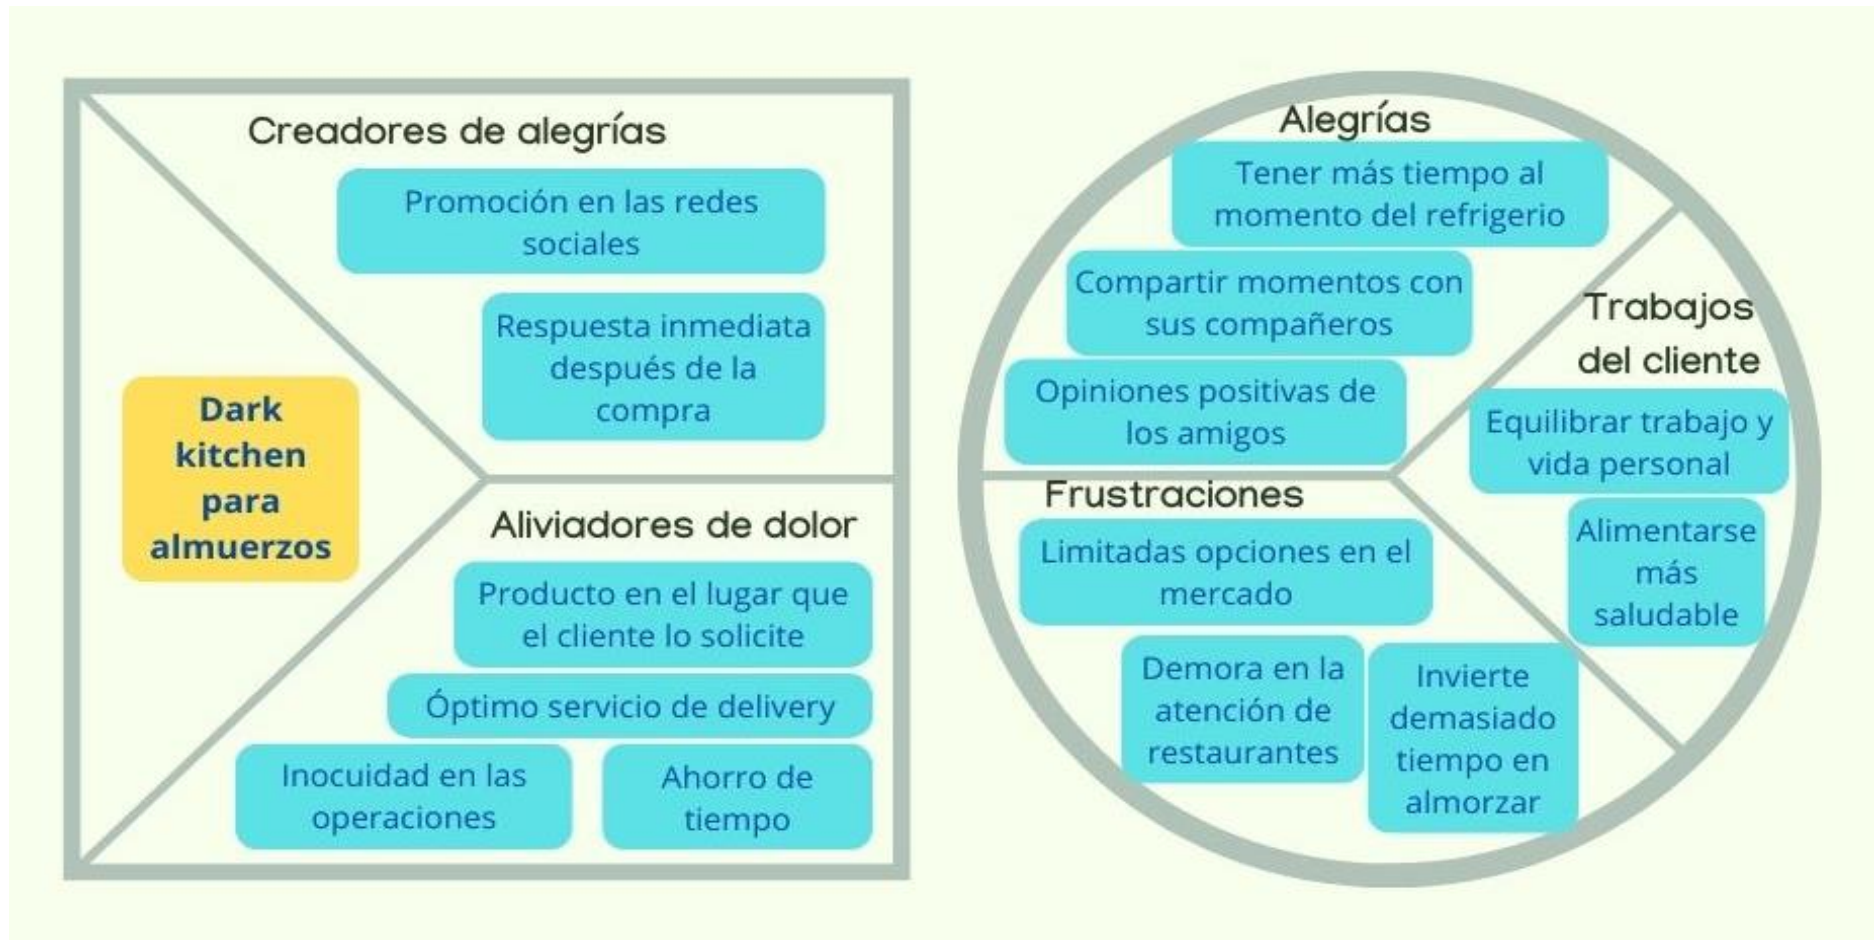 Creadores de alegrías
Promoción en las redes
sociales
Respuesta inmediata
después de la
compra
Dark
kitchen
para
almuerzos
Aliviadores de dolor
Producto en el lugar que
el cliente lo solicite
Óptimo servicio de delivery
Inocuidad en las
operaciones
Ahorro de
tiempo
Alegrías
Tener más tiempo al
momento del refrigerio
Compartir momentos con
sus compañeros
Opiniones positivas de
los amigos
Trabajos
del cliente
Equilibrar trabajo y
vida personal
Alimentarse
más
saludable
Frustraciones
Limitadas opciones en el
mercado
Demora en la
atención de
restaurantes
Invierte
demasiado
tiempo en
almorzar